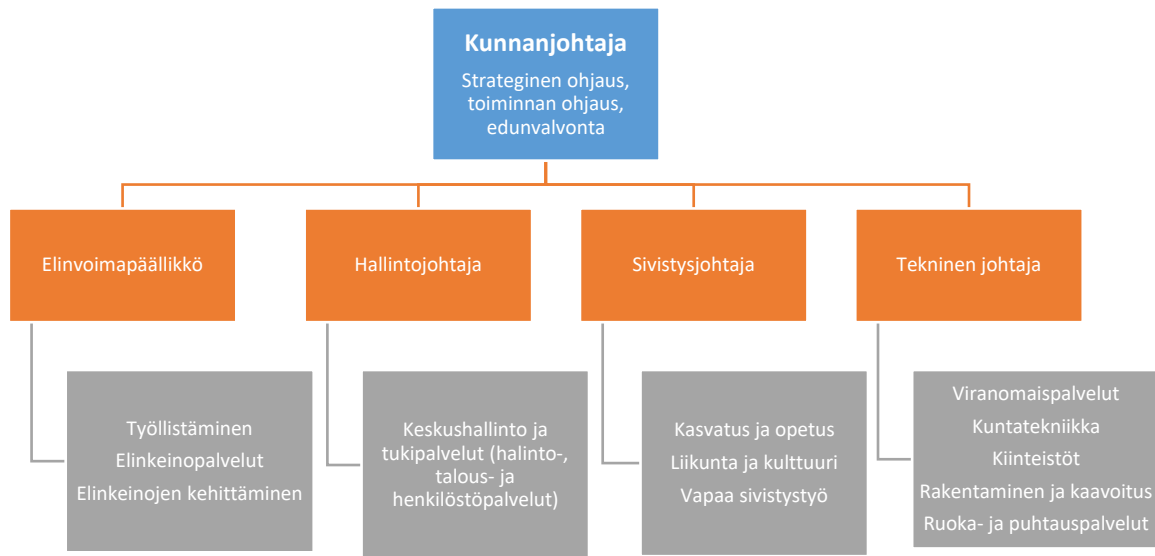 Kunnanjohtaja
Strateginen ohjaus,
toiminnan ohjaus,
edunvalvonta
Elinvoimapäällikkö
Hallintojohtaja
Sivistysjohtaja
Tekninen johtaja
Työllistäminen
Elinkeinopalvelut
Elinkeinojen kehittäminen
Keskushallinto ja
tukipalvelut (halinto-,
talous- ja
henkilöstöpalvelut)
Kasvatus ja opetus
Liikunta ja kulttuuri
Vapaa sivistystyö
Viranomaispalvelut
Kuntatekniikka
Kiinteistöt
Rakentaminen ja kaavoitus
Ruoka- ja puhtauspalvelut